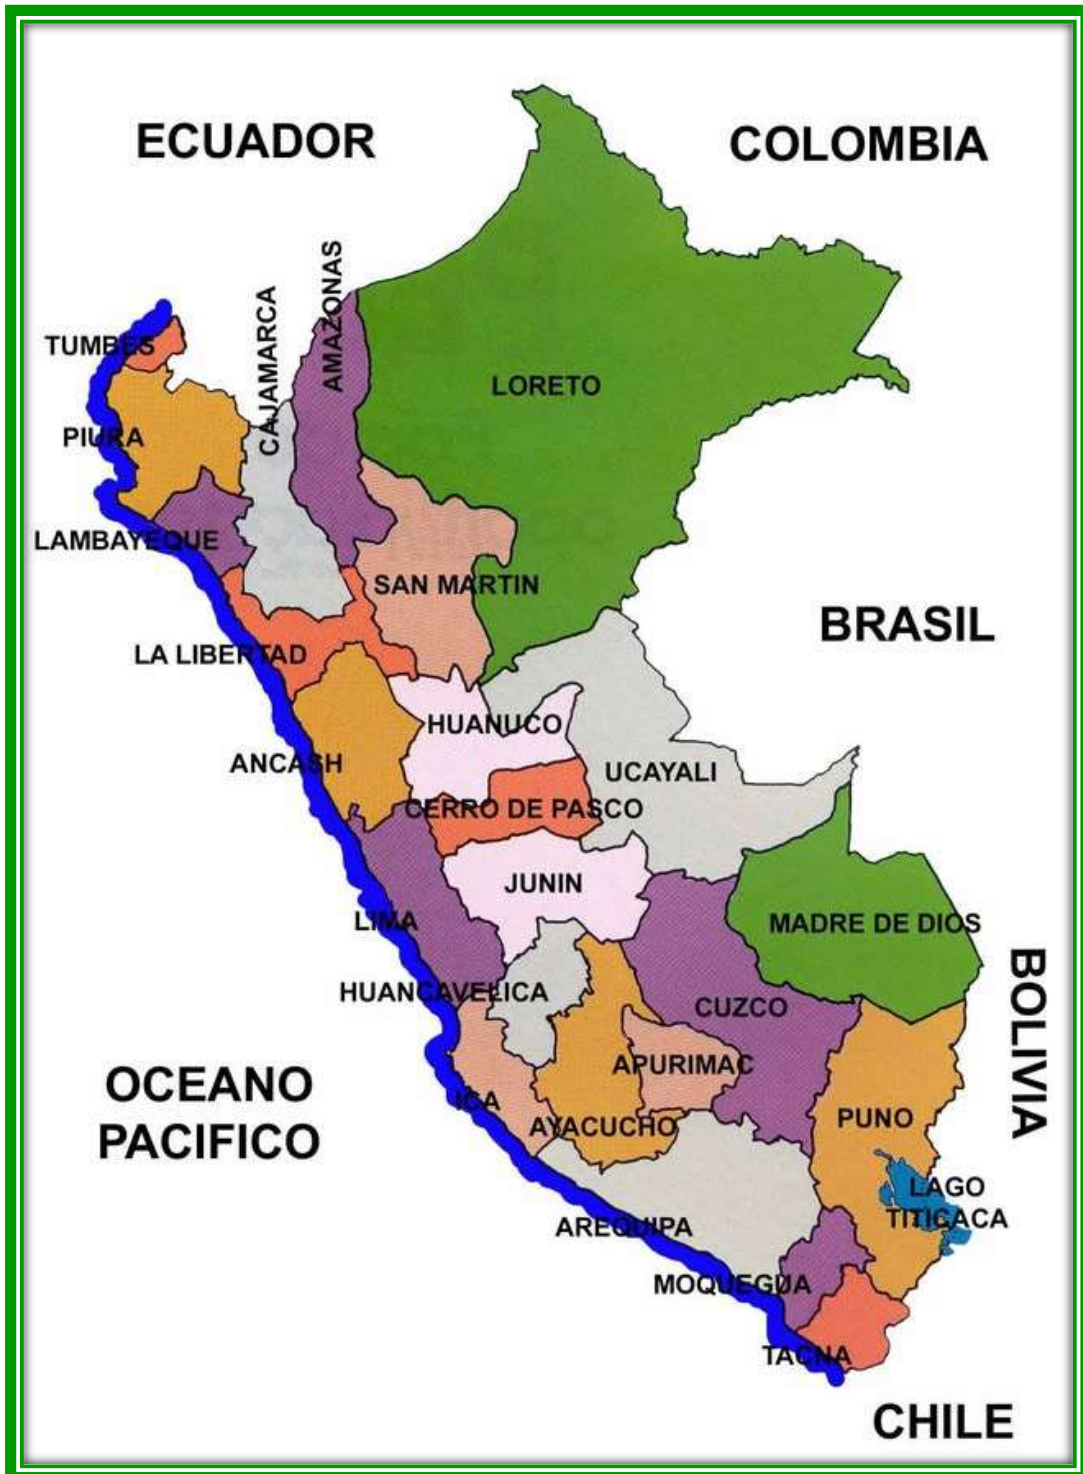 ECUADOR
COLOMBIA
AMAZONAS
CAJAMARCA
TUMBES
LORETO
PIURA
LAMBAYEQUE
SAN MARTIN
BRASIL
LA LIBERTAD
HUANUCO
ANCASH
UCAYALI
CERRO DE PASCO
JUNIN
LIMA
MADRE DE DIOS
HUANCAVELICA
CUZCO
BOLIVIA
APURIMAC
OCEANO
PACIFICO
ICA
AYACUCHO
PUNO
LAGO
TITICACA
AREQUIPA
MOQUEGUA
TACNA
CHILE